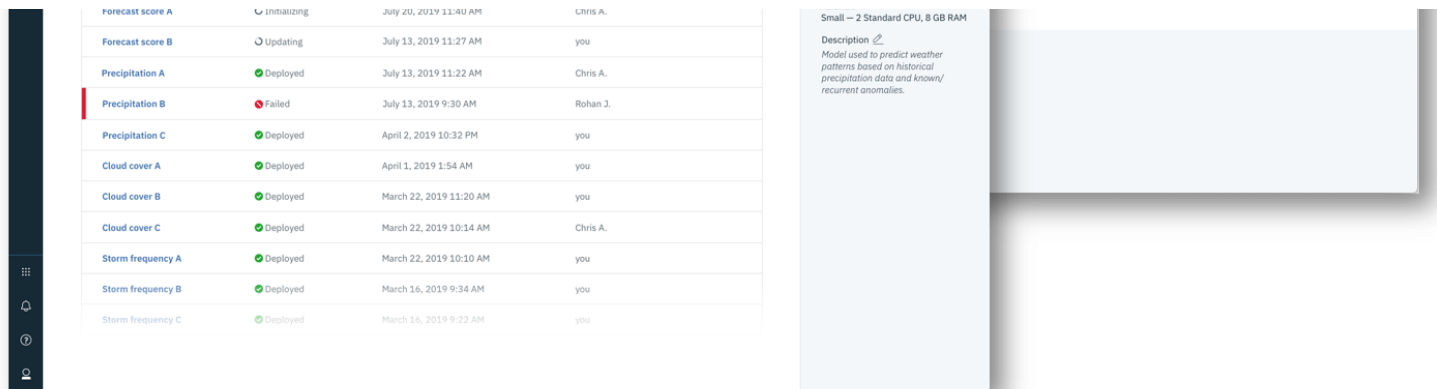 Forecast score A Initializing July 20, 2019 11:40 AM Chris A.
Forecast score B Updating July 13, 2019 11:27 AM you
Precipitation A Deployed July 13, 2019 11:22 AM Chris A.
Precipitation B Failed July 13, 2019 9:30 AM Rohan J.
Precipitation C Deployed April 2, 2019 10:32 PM you
Cloud cover A Deployed April 1, 2019 1:54 AM you
Cloud cover B Deployed March 22, 2019 11:20 AM you
Cloud cover C Deployed March 22, 2019 10:14 AM Chris A.
Storm frequency A Deployed March 22, 2019 10:10 AM you
Storm frequency B Deployed March 16, 2019 9:34 AM you
Storm frequency C Deployed March 16, 2019 9:22 AM you
Small — 2 Standard CPU, 8 GB RAM
Description
Model used to predict weather
patterns based on historical
precipitation data and known/
recurrent anomalies.